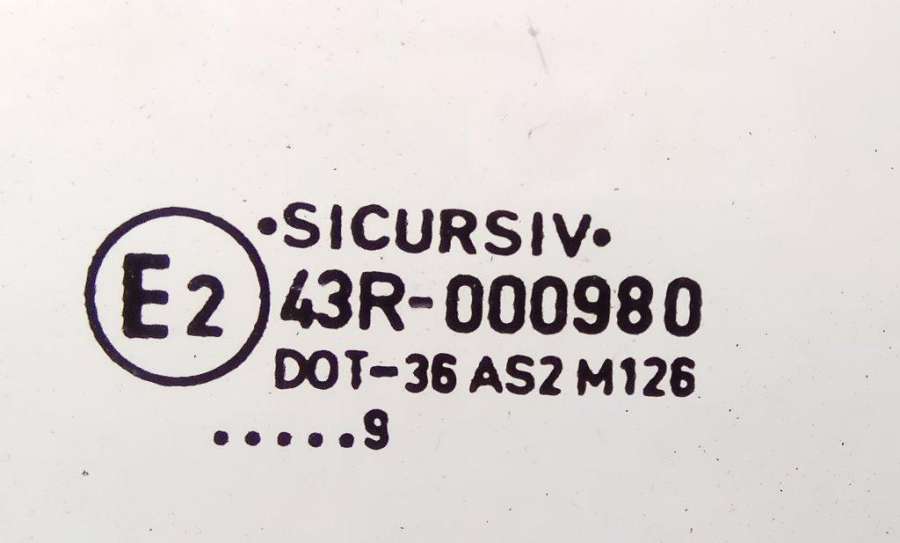 E2
•SICURSIV•
43R-000980
DOT-36 AS2 M126
.....9